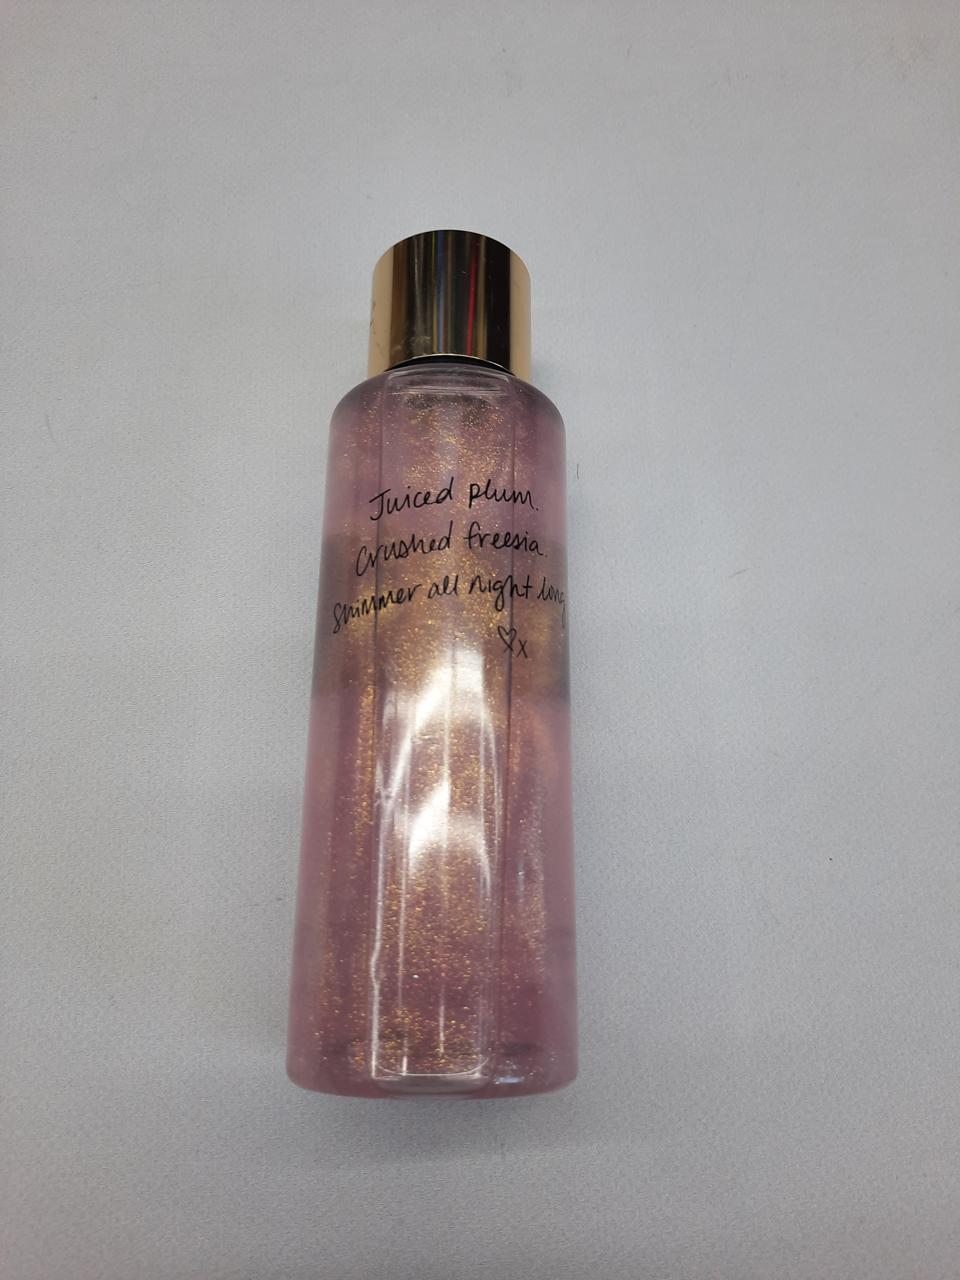 Juiced plum.
Crushed freesia.
Shimmer all night long
♡x